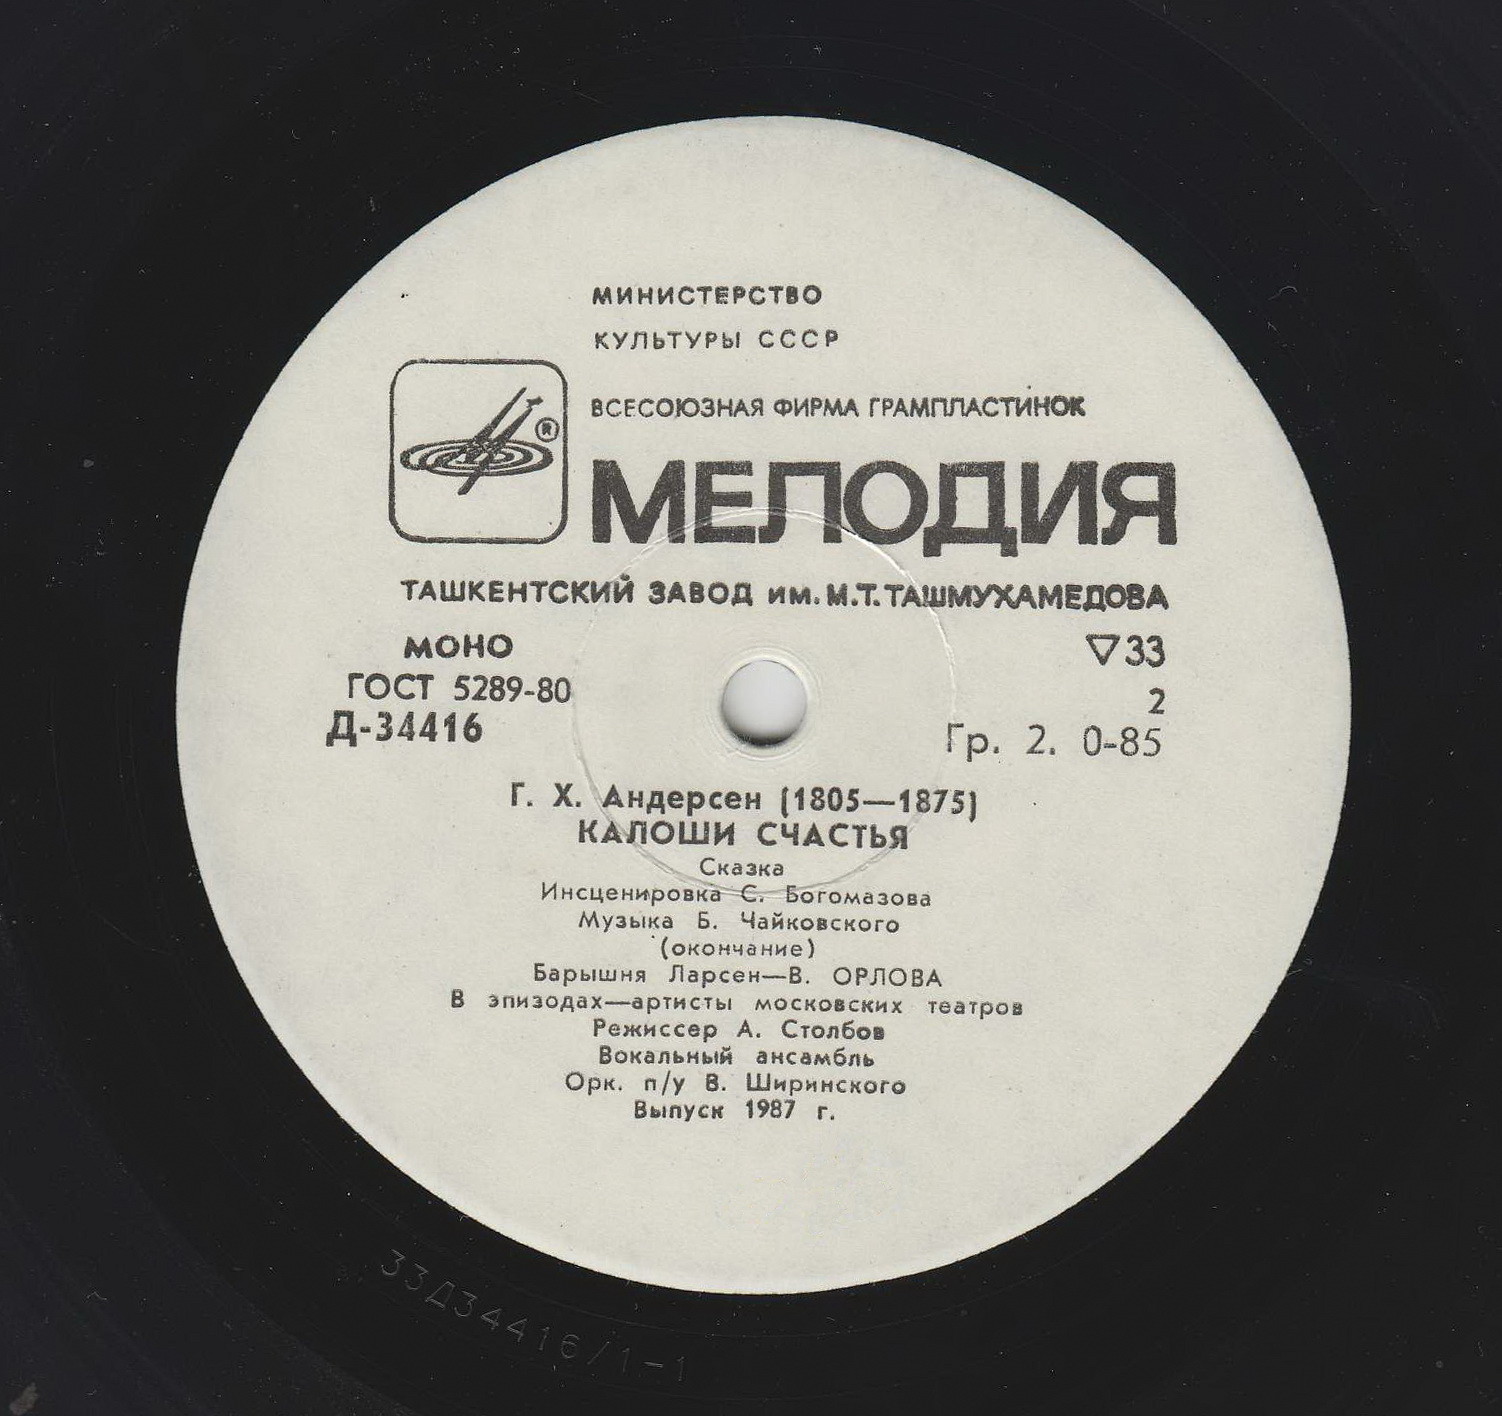 МИНИСТЕРСТВО
КУЛЬТУРЫ СССР
ВСЕСОЮЗНАЯ ФИРМА ГРАМПЛАСТИНОК
®
МЕЛОДИЯ
ТАШКЕНТСКИЙ ЗАВОД им. М.Т. ТАШМУХАМЕДОВА
МОНО
▽33
ГОСТ 5289-80
2
Д-34416
Гр. 2. 0-85
Г. Х. Андерсен (1805—1875)
КАЛОШИ СЧАСТЬЯ
Сказка
Инсценировка С. Богомазова
Музыка Б. Чайковского
(окончание)
Барышня Ларсен—В. ОРЛОВА
В эпизодах—артисты московских театров
Режиссер А. Столбов
Вокальный ансамбль
Орк. п/у В. Ширинского
Выпуск 1987 г.
33Д34416/1-1